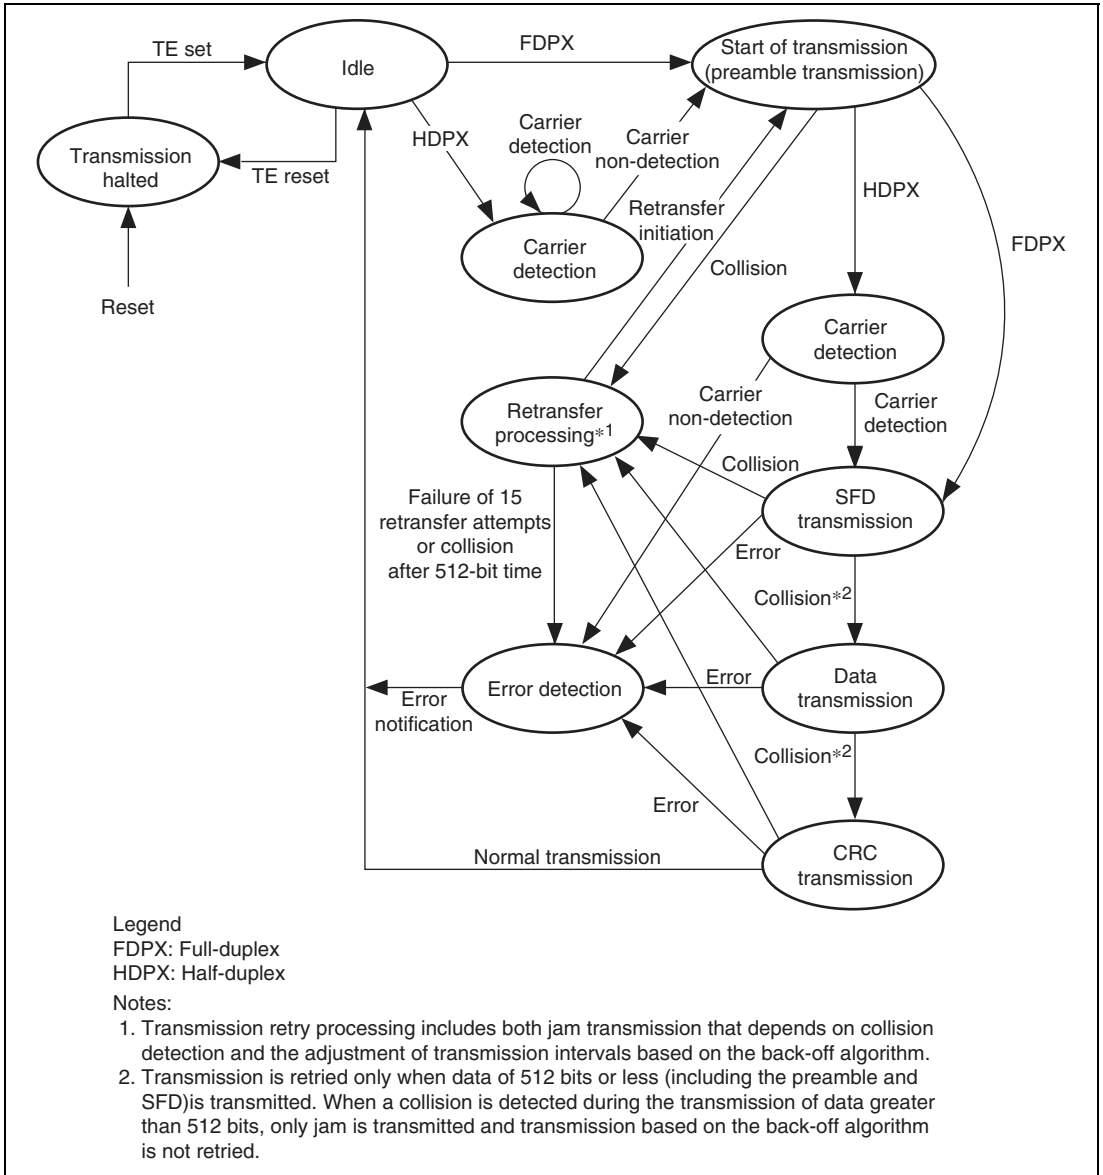 TE set
Idle
FDPX
Start of transmission
(preamble transmission)
Transmission
halted
TE reset
HDPX
Carrier
detection
Carrier
non-detection
Reset
Carrier
detection
Retransfer
initiation
Collision
HDPX
FDPX
Carrier
detection
Retransfer
processing*1
Carrier
non-detection
Carrier
detection
Collision
SFD
transmission
Failure of 15
retransfer attempts
or collision
after 512-bit time
Error
Collision*2
Error detection
Error
Data
transmission
Error
notification
Collision*2
Error
Normal transmission
CRC
transmission
Legend
FDPX: Full-duplex
HDPX: Half-duplex
Notes:
1. Transmission retry processing includes both jam transmission that depends on collision
detection and the adjustment of transmission intervals based on the back-off algorithm.
2. Transmission is retried only when data of 512 bits or less (including the preamble and
SFD)is transmitted. When a collision is detected during the transmission of data greater
than 512 bits, only jam is transmitted and transmission based on the back-off algorithm
is not retried.